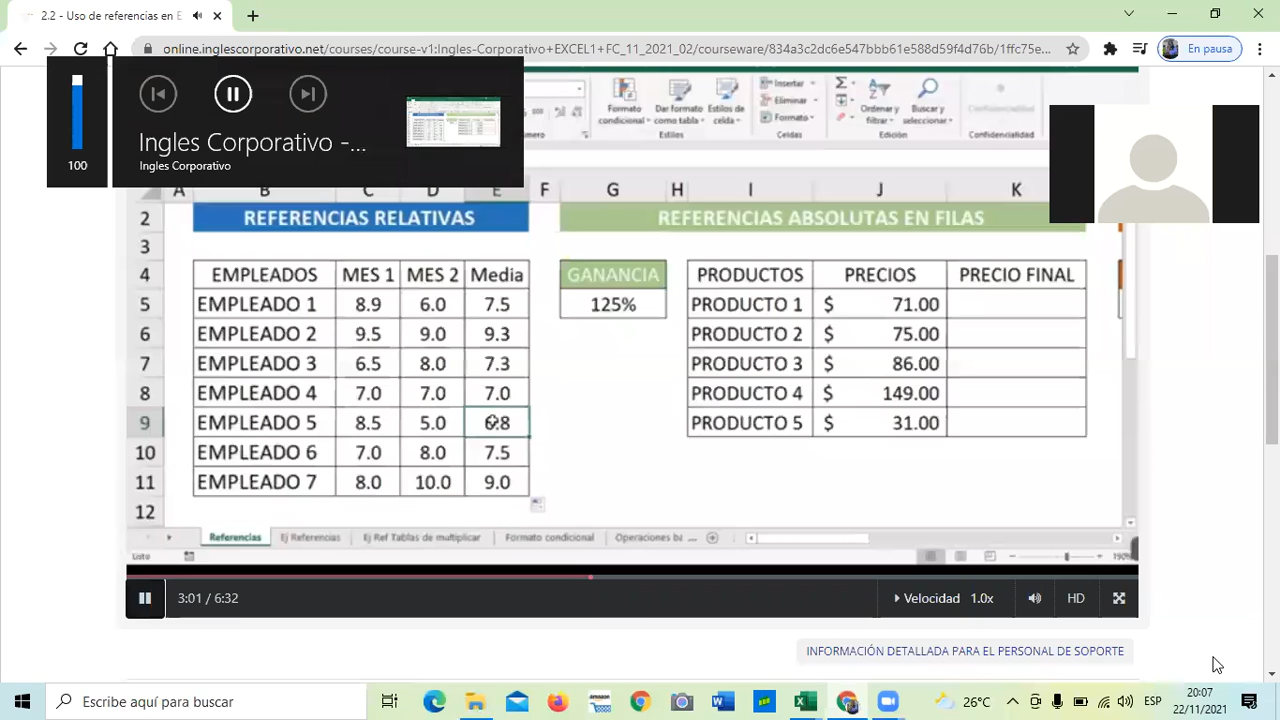 2.2 - Uso de referencias en E
online.inglescorporativo.net/courses/course-v1:Ingles-Corporativo+EXCEL1+FC_11_2021_02/courseware/834aa32dc6e547bbb61e588d59f4d76b/1ffc75e...
En pausa
100
Ingles Corporativo -...
Ingles Corporativo
Formato condicional
Dar formato como tabla
Estilos de celda
Estilos
Insertar
Eliminar
Formato
Celdas
Ordenar y filtrar
Buscar y seleccionar
Edición
Confidencialidad
Confidencialidad
A B C D E F G H I J K
2 REFERENCIAS RELATIVAS REFERENCIAS ABSOLUTAS EN FILAS
3
4 EMPLEADOS MES 1 MES 2 Media GANANCIA PRODUCTOS PRECIOS PRECIO FINAL
5 EMPLEADO 1 8.9 6.0 7.5 125% PRODUCTO 1 $ 71.00
6 EMPLEADO 2 9.5 9.0 9.3 PRODUCTO 2 $ 75.00
7 EMPLEADO 3 6.5 8.0 7.3 PRODUCTO 3 $ 86.00
8 EMPLEADO 4 7.0 7.0 7.0 PRODUCTO 4 $ 149.00
9 EMPLEADO 5 8.5 5.0 6.8 PRODUCTO 5 $ 31.00
10 EMPLEADO 6 7.0 8.0 7.5
11 EMPLEADO 7 8.0 10.0 9.0
12
Referencias Ej Referencias Ej Ref Tablas de multiplicar Formato condicional Operaciones ba
Listo 190%
3:01 / 6:32 Velocidad 1.0x HD
INFORMACIÓN DETALLADA PARA EL PERSONAL DE SOPORTE
Escribe aquí para buscar
26°C
ESP
20:07
22/11/2021